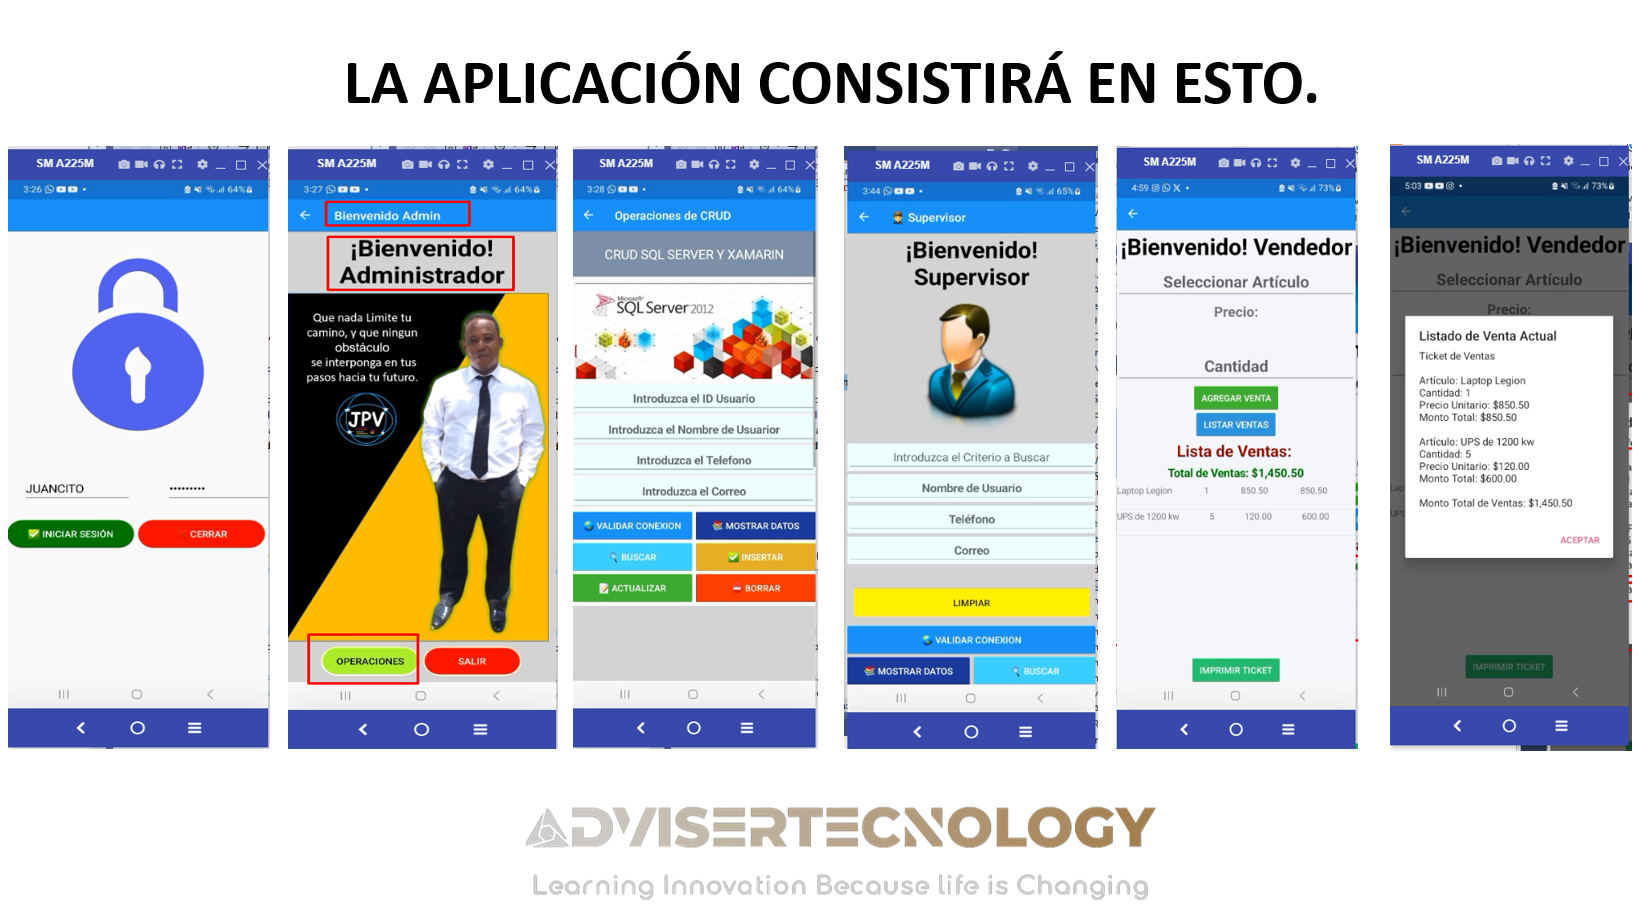 LA APLICACIÓN CONSISTIRÁ EN ESTO.
SM A225M
3:26
64%
JUANCITO
•••••••••
INICIAR SESIÓN
CERRAR
SM A225M
3:27
64%
Bienvenido Admin
¡Bienvenido!
Administrador
Que nada Limite tu
camino, y que ningun
obstáculo
se interponga en tus
pasos hacia tu futuro.
JPV
OPERACIONES
SALIR
SM A225M
3:28
64%
Operaciones de CRUD
CRUD SQL SERVER Y XAMARIN
Microsoft
SQL Server 2012
Introduzca el ID Usuario
Introduzca el Nombre de Usuarior
Introduzca el Telefono
Introduzca el Correo
VALIDAR CONEXION
MOSTRAR DATOS
BUSCAR
INSERTAR
ACTUALIZAR
BORRAR
SM A225M
3:44
65%
Supervisor
¡Bienvenido!
Supervisor
Introduzca el Criterio a Buscar
Nombre de Usuario
Teléfono
Correo
LIMPIAR
VALIDAR CONEXION
MOSTRAR DATOS
BUSCAR
SM A225M
4:59
73%
¡Bienvenido! Vendedor
Seleccionar Artículo
Precio:
Cantidad
AGREGAR VENTA
LISTAR VENTAS
Lista de Ventas:
Total de Ventas: $1,450.50
Laptop Legion 1 850.50 850.50
UPS de 1200 kw 5 120.00 600.00
IMPRIMIR TICKET
SM A225M
5:03
73%
¡Bienvenido! Vendedor
Seleccionar Artículo
Precio:
Listado de Venta Actual
Ticket de Ventas
Artículo: Laptop Legion
Cantidad: 1
Precio Unitario: $850.50
Monto Total: $850.50
Artículo: UPS de 1200 kw
Cantidad: 5
Precio Unitario: $120.00
Monto Total: $600.00
Monto Total de Ventas: $1,450.50
ACEPTAR
IMPRIMIR TICKET
ADVISERTECNOLOGY
Learning Innovation Because life is Changing